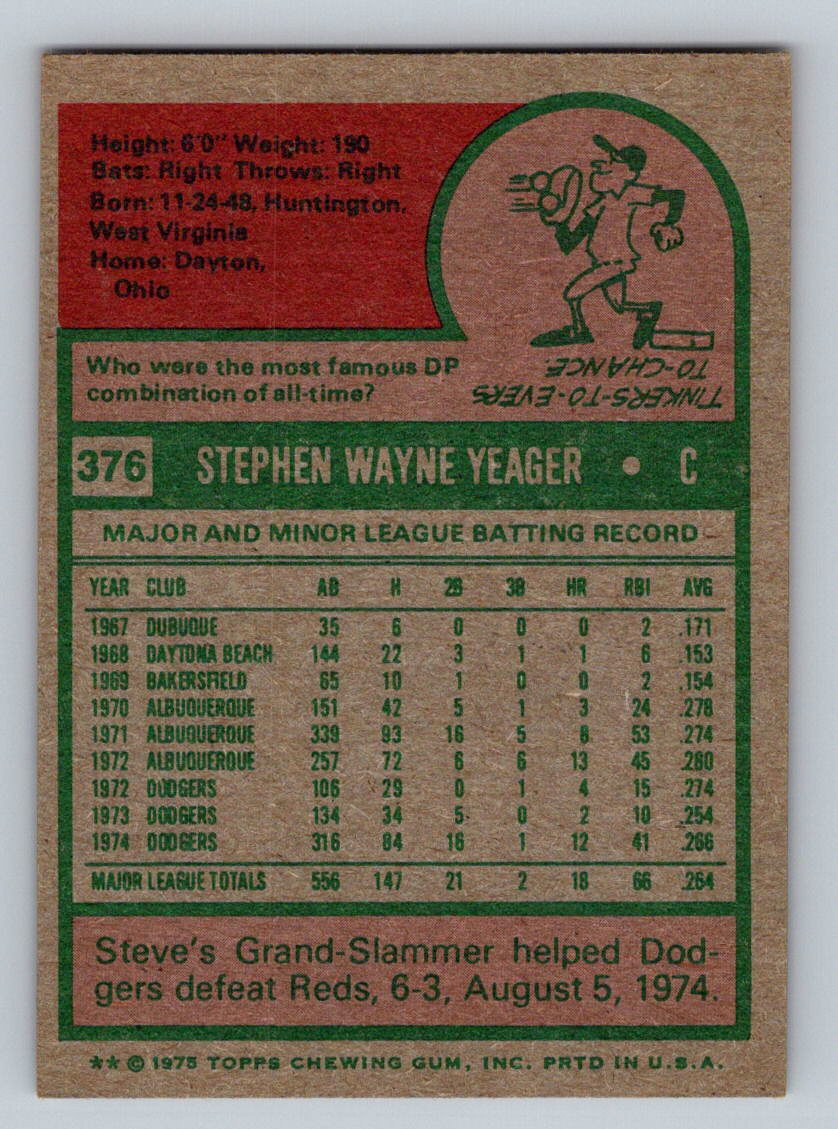 Height: 6'0" Weight: 190
Bats: Right Throws: Right
Born: 11-24-48, Huntington,
West Virginia
Home: Dayton,
Ohio
Who were the most famous DP
combination of all-time?
TINKERS-TO-EVERS
TO-CHANCE.
376 STEPHEN WAYNE YEAGER • C
MAJOR AND MINOR LEAGUE BATTING RECORD
YEAR CLUB AB H 2B 3B HR RBI AVG
1967 DUBUQUE 35 6 0 0 0 2 .171
1968 DAYTONA BEACH 144 22 3 1 1 6 .153
1969 BAKERSFIELD 65 10 1 0 0 2 .154
1970 ALBUQUERQUE 151 42 5 1 3 24 .278
1971 ALBUQUERQUE 339 93 16 5 8 53 .274
1972 ALBUQUERQUE 257 72 6 6 13 45 .280
1972 DODGERS 106 29 0 1 4 15 .274
1973 DODGERS 134 34 5 0 2 10 .254
1974 DODGERS 316 84 16 1 12 41 .266
MAJOR LEAGUE TOTALS 556 147 21 2 18 66 .264
Steve's Grand-Slammer helped Dod-
gers defeat Reds, 6-3, August 5, 1974.
** © 1975 TOPPS CHEWING GUM, INC. PRTD IN U.S.A.